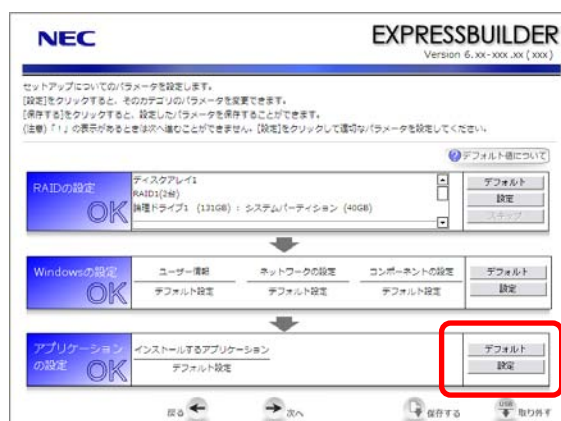 NEC
EXPRESSBUILDER
Version 6.xx-xxx.xx (xxx)
セットアップについてのパラメータを設定します。
[設定]をクリックすると、そのカテゴリのパラメータを変更できます。
[保存する]をクリックすると、設定したパラメータを保存することができます。
(注意)「!」の表示があるときは次へ進むことができません。[設定]をクリックして適切なパラメータを設定してください。
デフォルト値について
RAIDの設定
OK
ディスクアレイ1
RAID1(2台)
論理ドライブ1 (131GB) : システムパーティション (40GB)
デフォルト
設定
スキップ
Windowsの設定
OK
ユーザー情報 ネットワークの設定 コンポーネントの設定
デフォルト設定 デフォルト設定 デフォルト設定
デフォルト
設定
アプリケーション
の設定 OK
インストールするアプリケーション
デフォルト設定
デフォルト
設定
戻る 次へ 保存する USB 取り外す